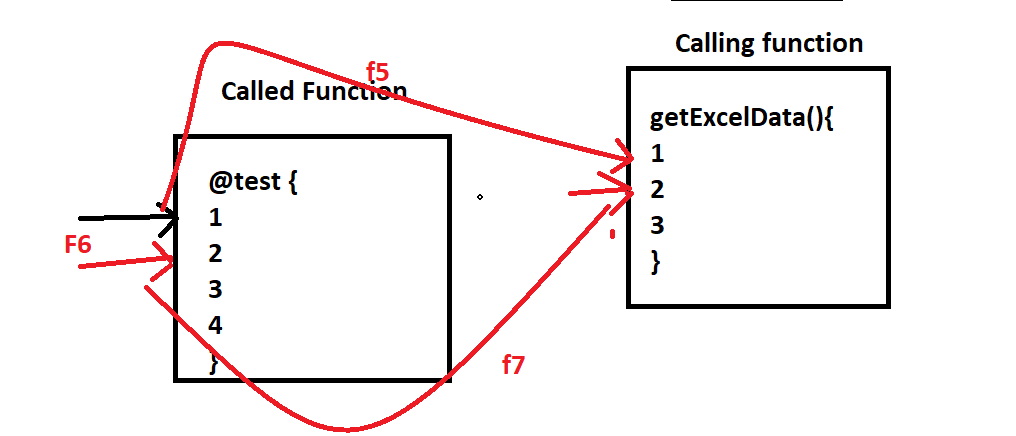 Calling function
f5
Called Function
getExcelData(){
1
2
3
}
@test {
1
2
3
4
}
F6
f7